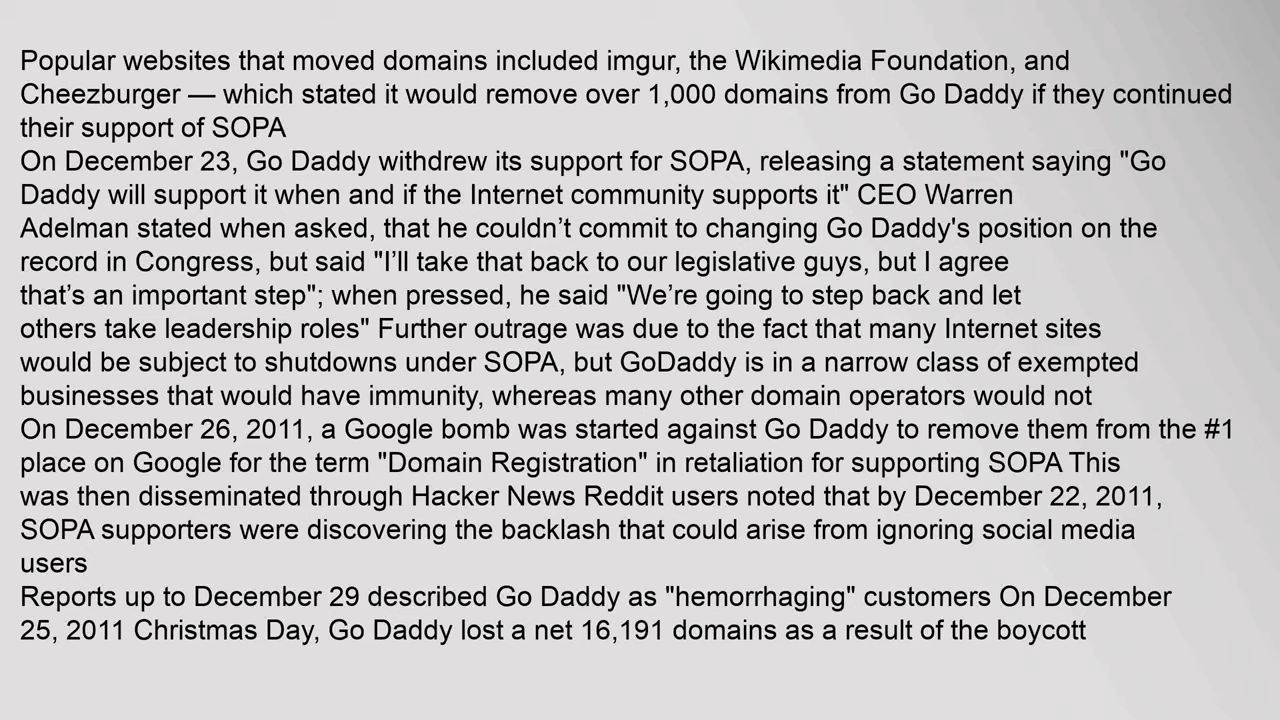 Popular websites that moved domains included imgur, the Wikimedia Foundation, and
Cheezburger — which stated it would remove over 1,000 domains from Go Daddy if they continued
their support of SOPA
On December 23, Go Daddy withdrew its support for SOPA, releasing a statement saying "Go
Daddy will support it when and if the Internet community supports it" CEO Warren
Adelman stated when asked, that he couldn’t commit to changing Go Daddy's position on the
record in Congress, but said "I’ll take that back to our legislative guys, but I agree
that’s an important step"; when pressed, he said "We’re going to step back and let
others take leadership roles" Further outrage was due to the fact that many Internet sites
would be subject to shutdowns under SOPA, but GoDaddy is in a narrow class of exempted
businesses that would have immunity, whereas many other domain operators would not
On December 26, 2011, a Google bomb was started against Go Daddy to remove them from the #1
place on Google for the term "Domain Registration" in retaliation for supporting SOPA This
was then disseminated through Hacker News Reddit users noted that by December 22, 2011,
SOPA supporters were discovering the backlash that could arise from ignoring social media
users
Reports up to December 29 described Go Daddy as "hemorrhaging" customers On December
25, 2011 Christmas Day, Go Daddy lost a net 16,191 domains as a result of the boycott